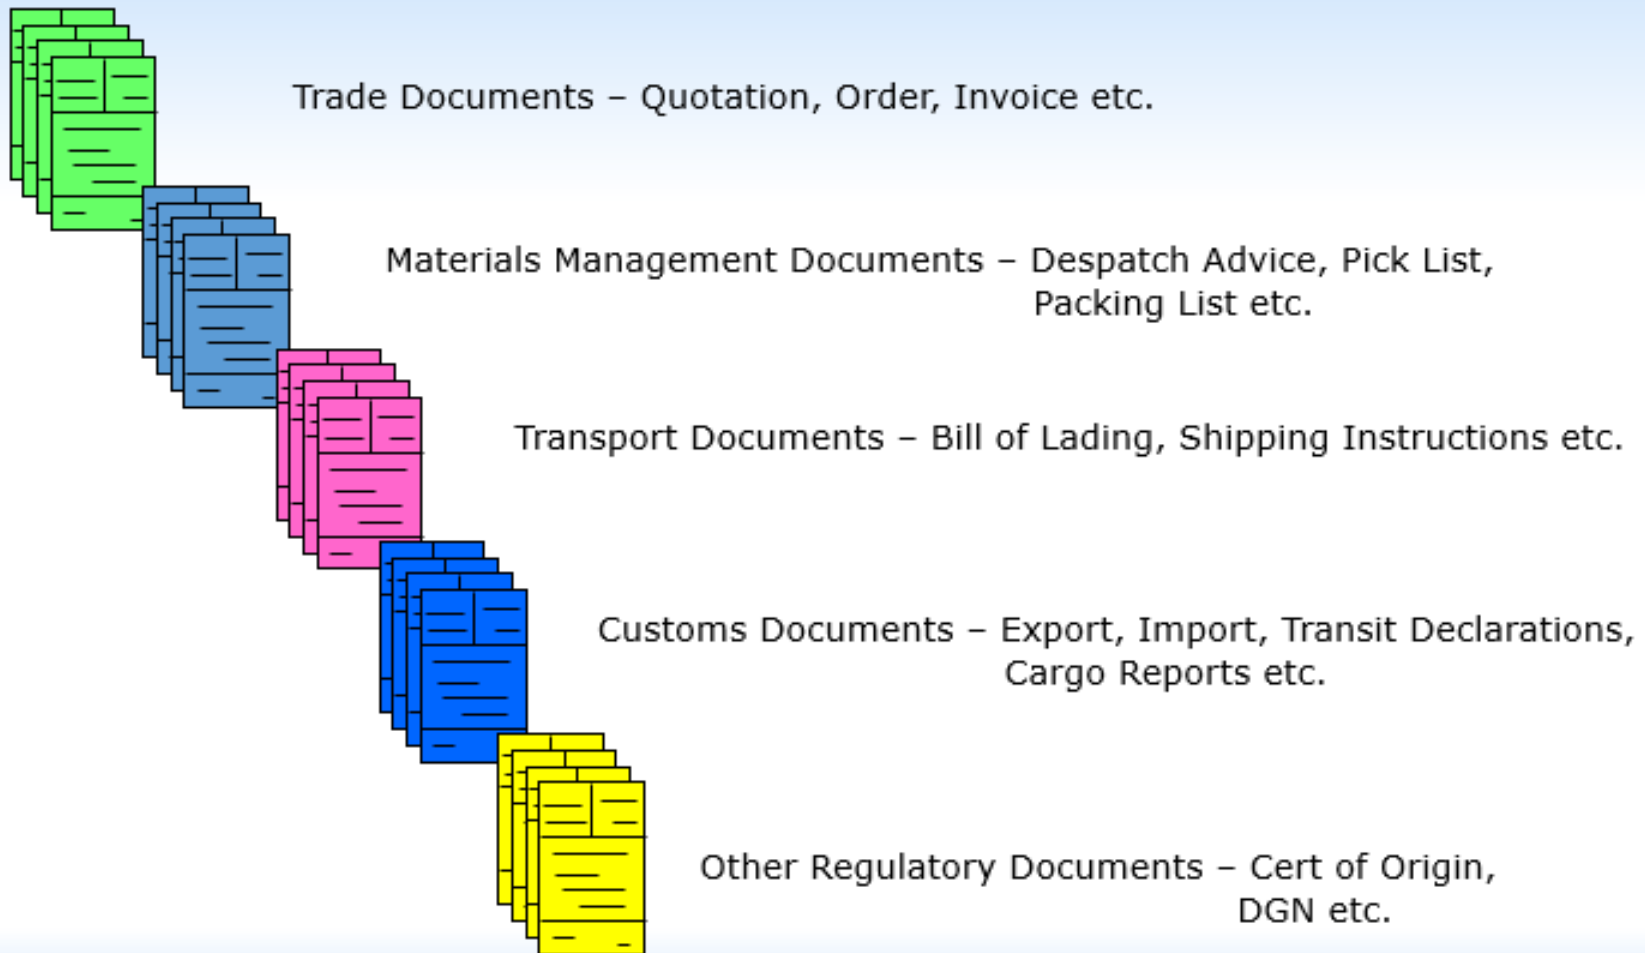 Trade Documents – Quotation, Order, Invoice etc.
Materials Management Documents – Despatch Advice, Pick List,
Packing List etc.
Transport Documents – Bill of Lading, Shipping Instructions etc.
Customs Documents – Export, Import, Transit Declarations,
Cargo Reports etc.
Other Regulatory Documents – Cert of Origin,
DGN etc.